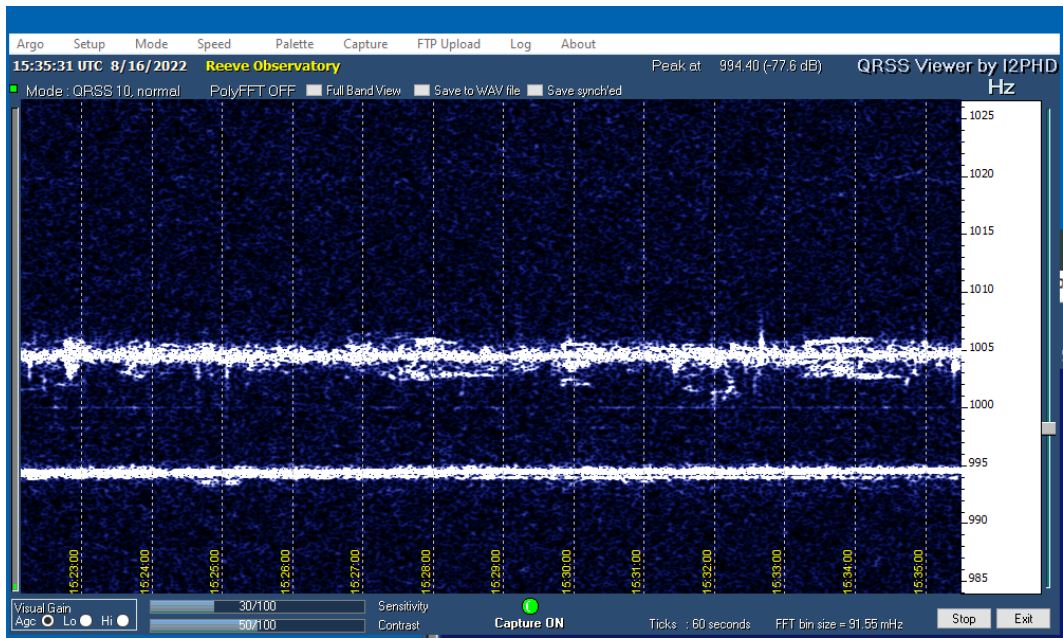 Argo Setup Mode Speed Palette Capture FTP Upload Log About
15:35:31 UTC 8/16/2022 Reeve Observatory Peak at 994.40 (-77.6 dB) QRSS Viewer by I2PHD
Mode : QRSS 10, normal PolyFFT OFF Full Band View Save to WAV file Save synch'ed Hz
1025
1020
1015
1010
1005
1000
995
990
985
15:23:00 15:24:00 15:25:00 15:26:00 15:27:00 15:28:00 15:29:00 15:30:00 15:31:00 15:32:00 15:33:00 15:34:00 15:35:00
Visual Gain
Agc Lo Hi
30/100 Sensitivity
50/100 Contrast
Capture ON
Ticks : 60 seconds FFT bin size = 91.55 mHz
Stop Exit